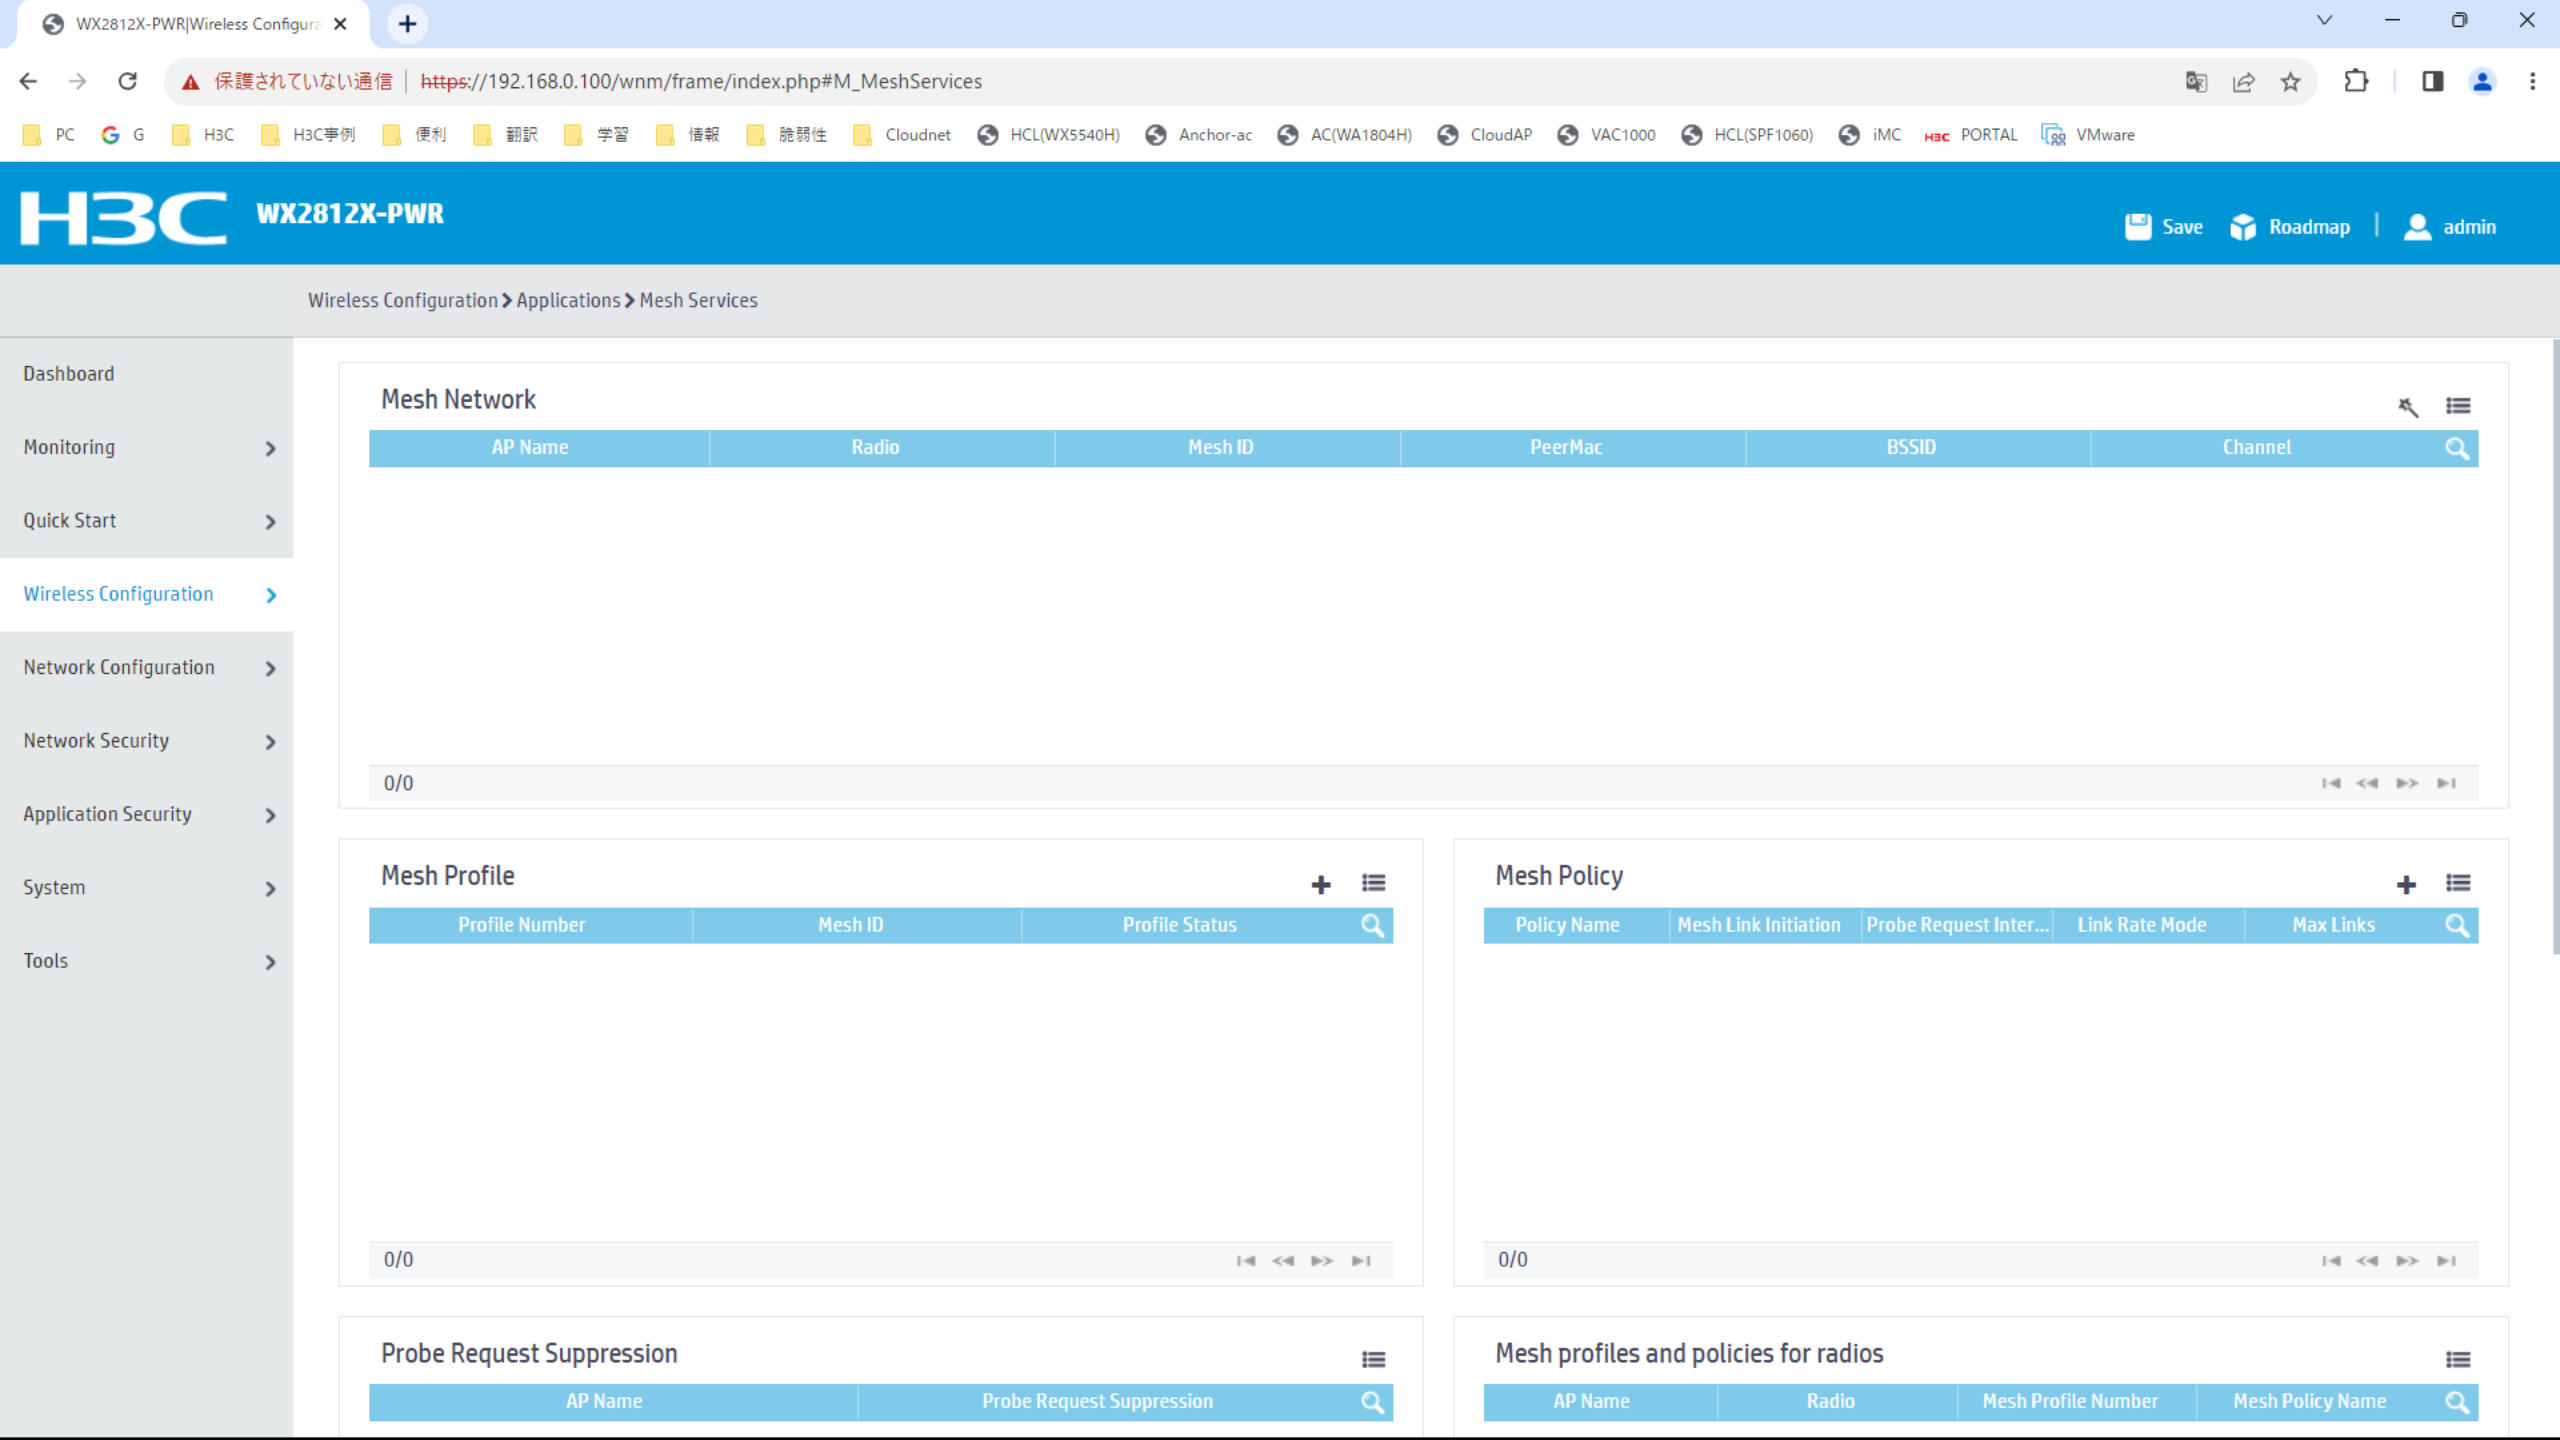 WX2812X-PWR|Wireless Configura
保護されていない通信 https://192.168.0.100/wnm/frame/index.php#M_MeshServices
PC G G H3C H3C事例 便利 翻訳 学習 情報 脆弱性 Cloudnet HCL(WX5540H) Anchor-ac AC(WA1804H) CloudAP VAC1000 HCL(SPF1060) iMC H3C PORTAL VMware
H3C WX2812X-PWR Save Roadmap admin
Wireless Configuration > Applications > Mesh Services
Dashboard
Monitoring
Quick Start
Wireless Configuration
Network Configuration
Network Security
Application Security
System
Tools
Mesh Network
AP Name Radio Mesh ID PeerMac BSSID Channel
0/0
Mesh Profile
Profile Number Mesh ID Profile Status
0/0
Mesh Policy
Policy Name Mesh Link Initiation Probe Request Inter... Link Rate Mode Max Links
0/0
Probe Request Suppression
AP Name Probe Request Suppression
Mesh profiles and policies for radios
AP Name Radio Mesh Profile Number Mesh Policy Name